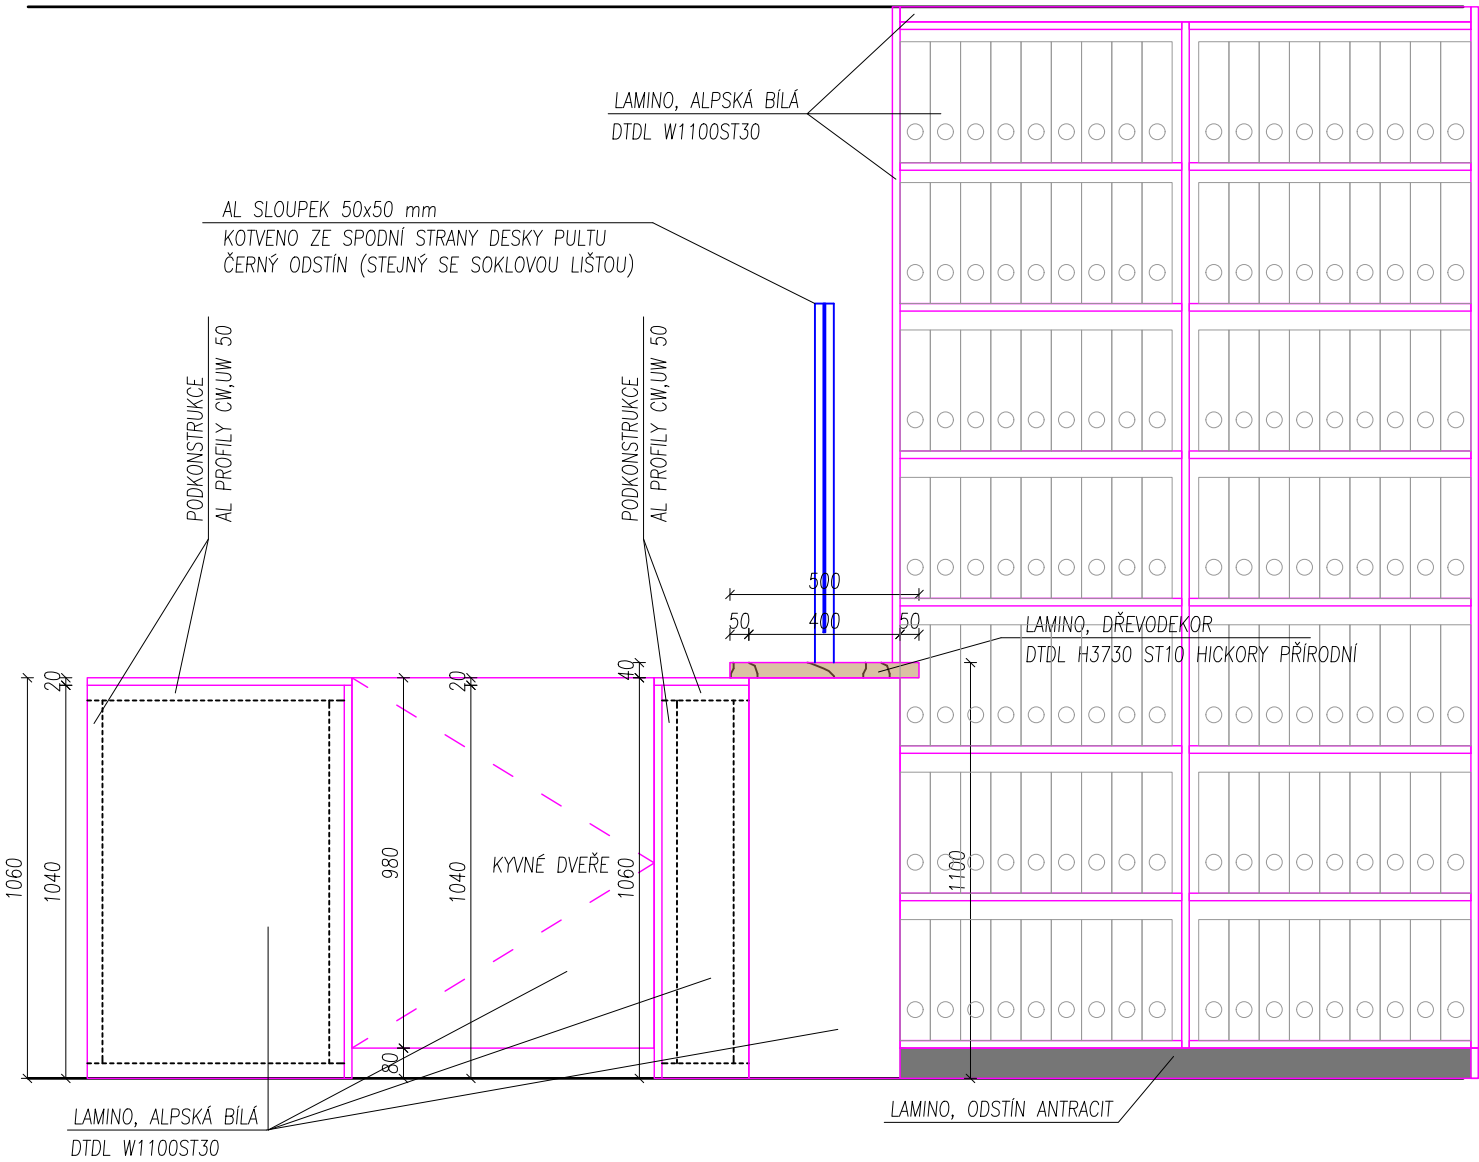 LAMINO, ALPSKÁ BÍLÁ
DTDL W1100ST30
AL SLOUPEK 50x50 mm
KOTVENO ZE SPODNÍ STRANY DESKY PULTU
ČERNÝ ODSTÍN (STEJNÝ SE SOKLOVOU LIŠTOU)
PODKONSTRUKCE
AL PROFILY CW,UW 50
PODKONSTRUKCE
AL PROFILY CW,UW 50
500
50
400
50
LAMINO, DŘEVODEKOR
DTDL H3730 ST10 HICKORY PŘÍRODNÍ
20
20
40
1060
1040
980
1040
KYVNÉ DVEŘE
1060
1100
80
LAMINO, ALPSKÁ BÍLÁ
DTDL W1100ST30
LAMINO, ODSTÍN ANTRACIT